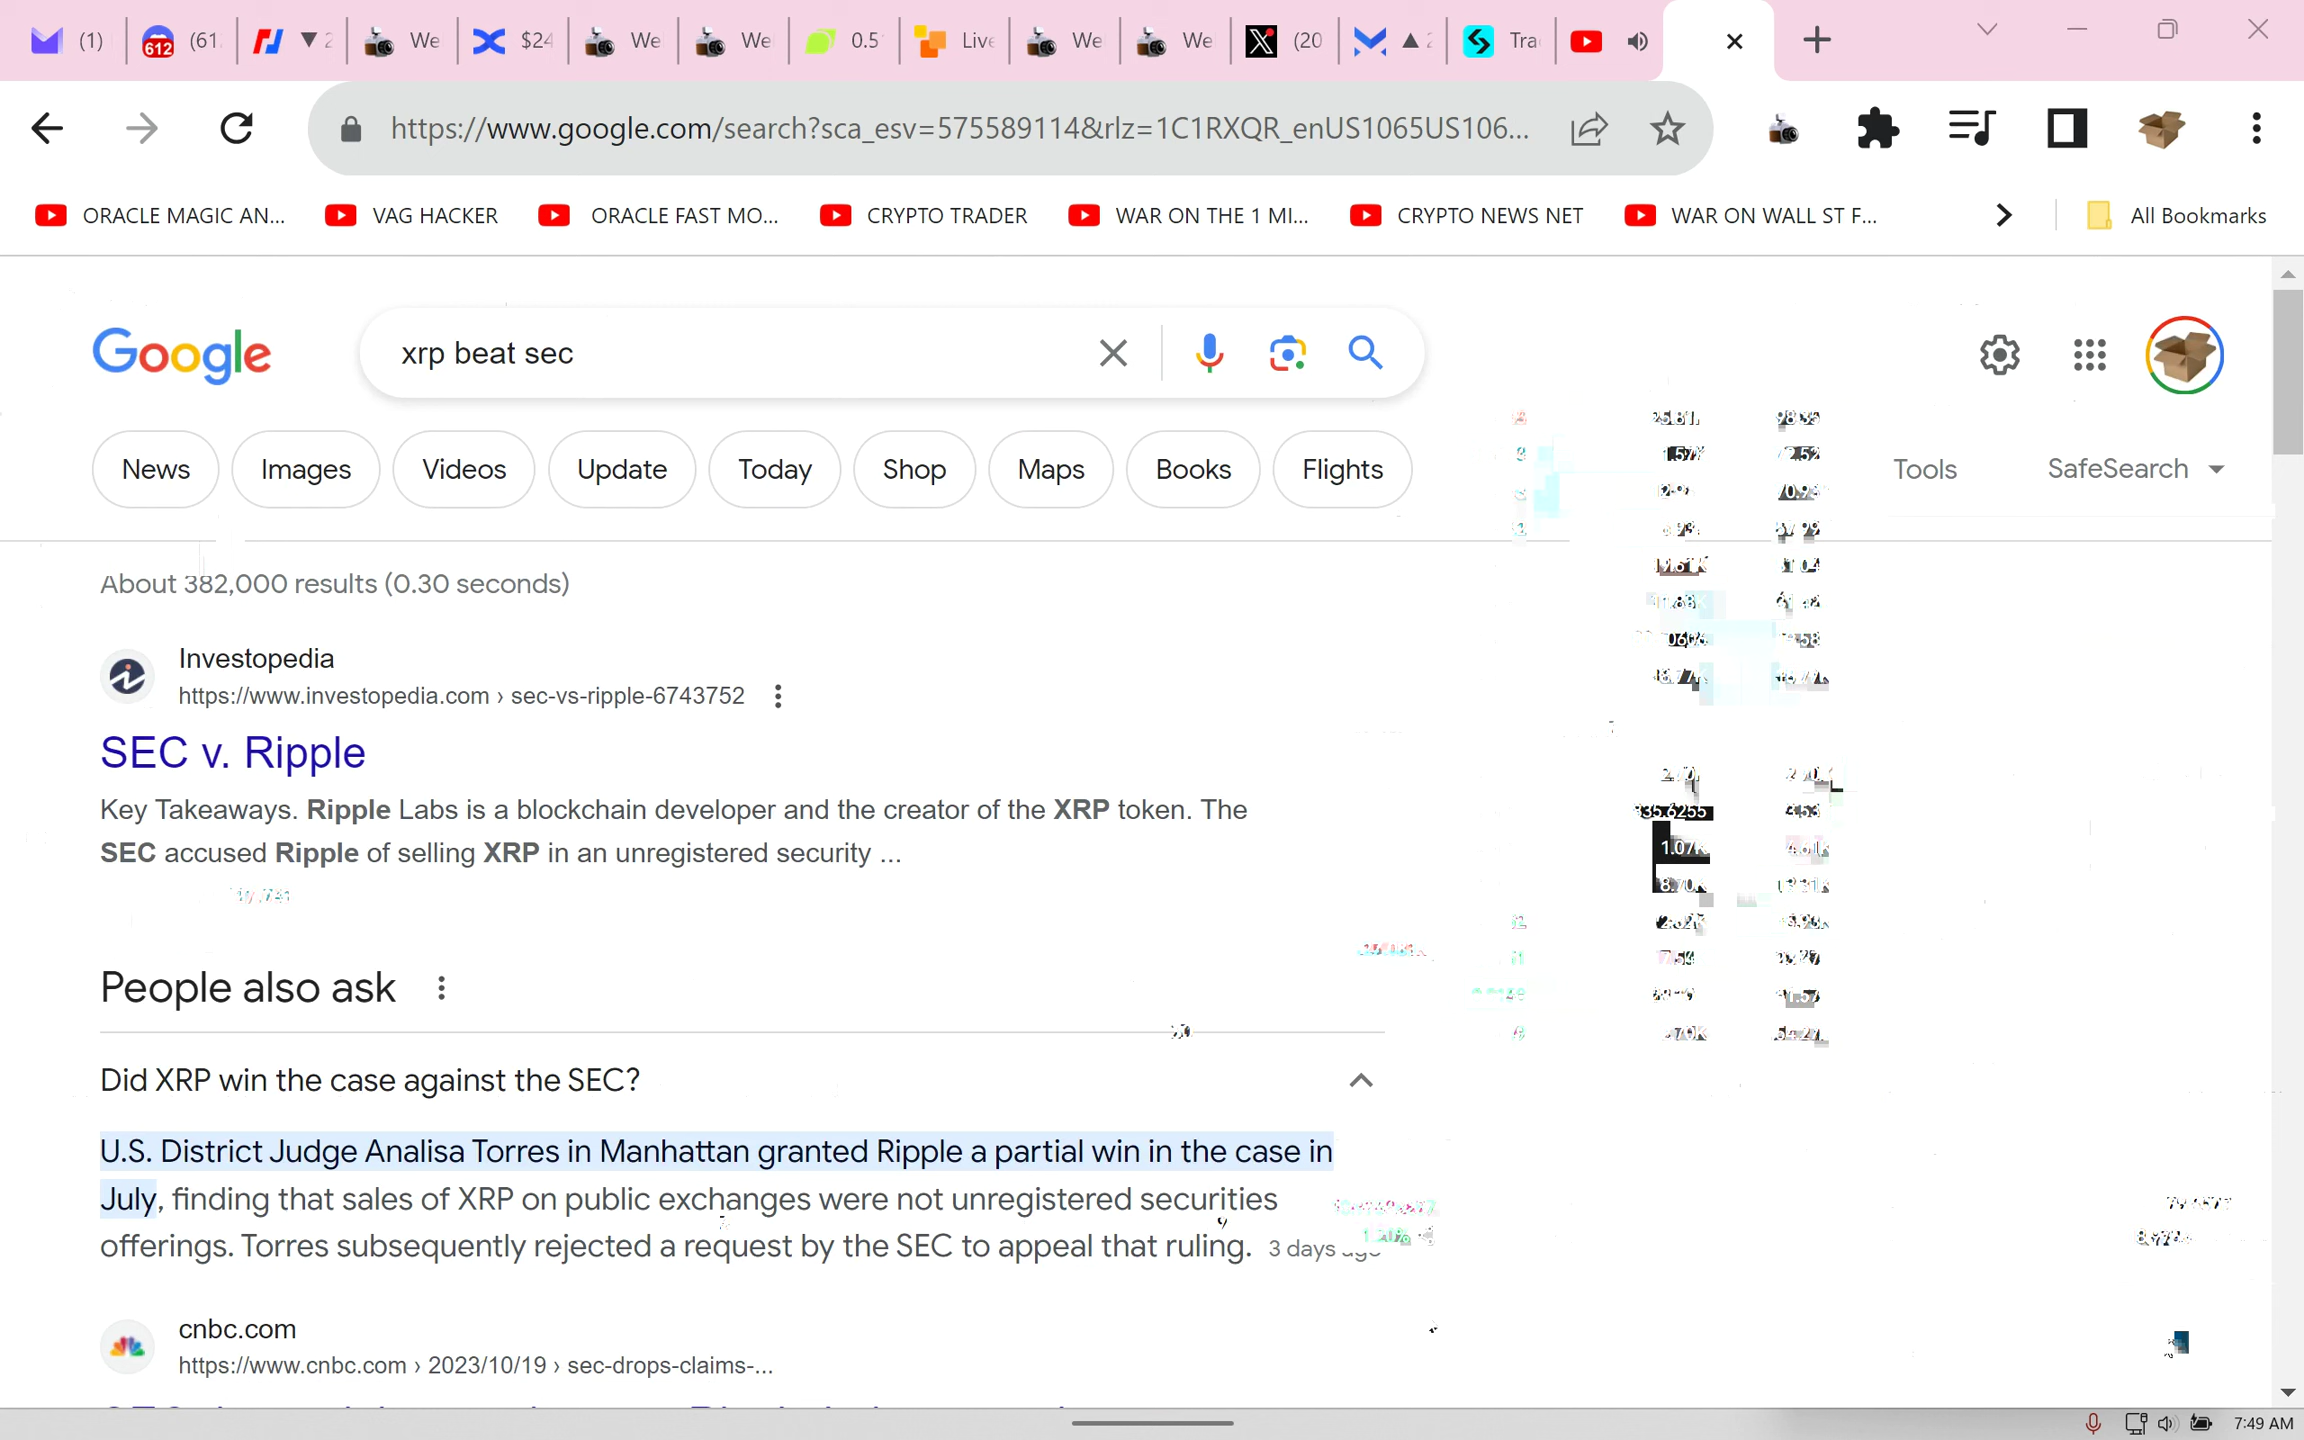 (1) 612 (61 We $24 We We 0.5 Live We We (20 Tra
https://www.google.com/search?sca_esv=575589114&rlz=1C1RXQR_enUS1065US106...
ORACLE MAGIC AN... VAG HACKER ORACLE FAST MO... CRYPTO TRADER WAR ON THE 1 MI... CRYPTO NEWS NET WAR ON WALL ST F... All Bookmarks
Google xrp beat sec
News Images Videos Update Today Shop Maps Books Flights Tools SafeSearch
About 382,000 results (0.30 seconds)
Investopedia
https://www.investopedia.com › sec-vs-ripple-6743752
SEC v. Ripple
Key Takeaways. Ripple Labs is a blockchain developer and the creator of the XRP token. The
SEC accused Ripple of selling XRP in an unregistered security ...
People also ask
Did XRP win the case against the SEC?
U.S. District Judge Analisa Torres in Manhattan granted Ripple a partial win in the case in
July, finding that sales of XRP on public exchanges were not unregistered securities
offerings. Torres subsequently rejected a request by the SEC to appeal that ruling. 3 days ago
cnbc.com
https://www.cnbc.com › 2023/10/19 › sec-drops-claims-...
7:49 AM